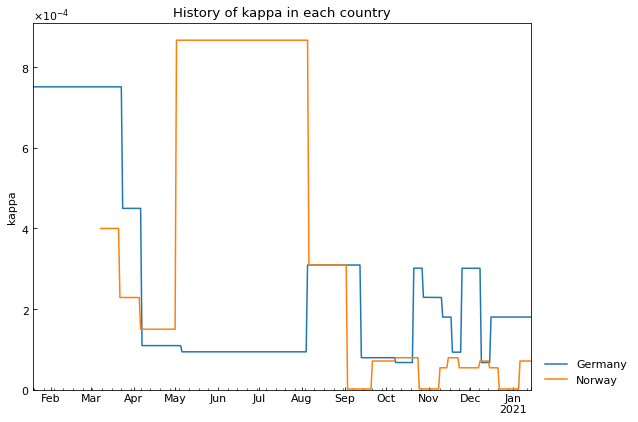 History of kappa in each country
×10⁻⁴
8
6
4
2
0
kappa
Feb Mar Apr May Jun Jul Aug Sep Oct Nov Dec Jan
2021
Germany
Norway